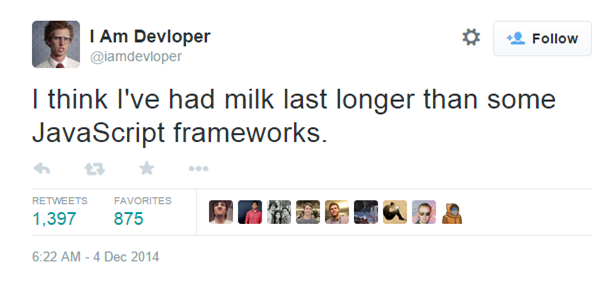 I Am Devloper
@iamdevloper
Follow
I think I've had milk last longer than some
JavaScript frameworks.
RETWEETS FAVORITES
1,397 875
6:22 AM - 4 Dec 2014